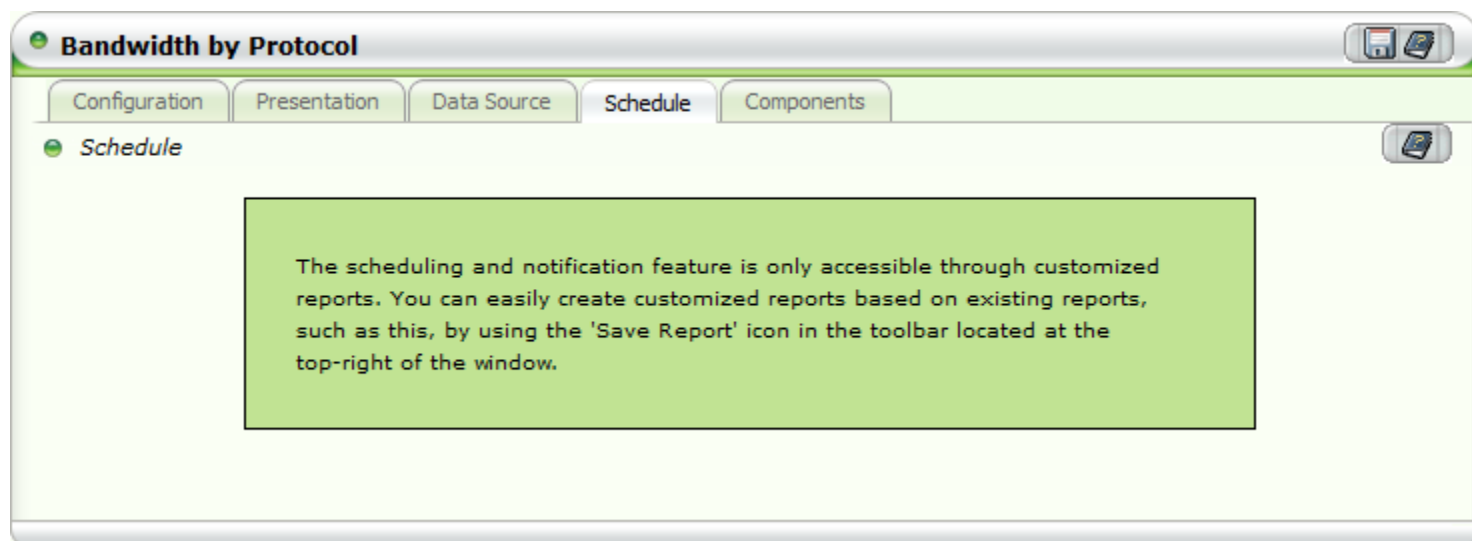 Bandwidth by Protocol
Configuration Presentation Data Source Schedule Components
Schedule
The scheduling and notification feature is only accessible through customized
reports. You can easily create customized reports based on existing reports,
such as this, by using the 'Save Report' icon in the toolbar located at the
top-right of the window.